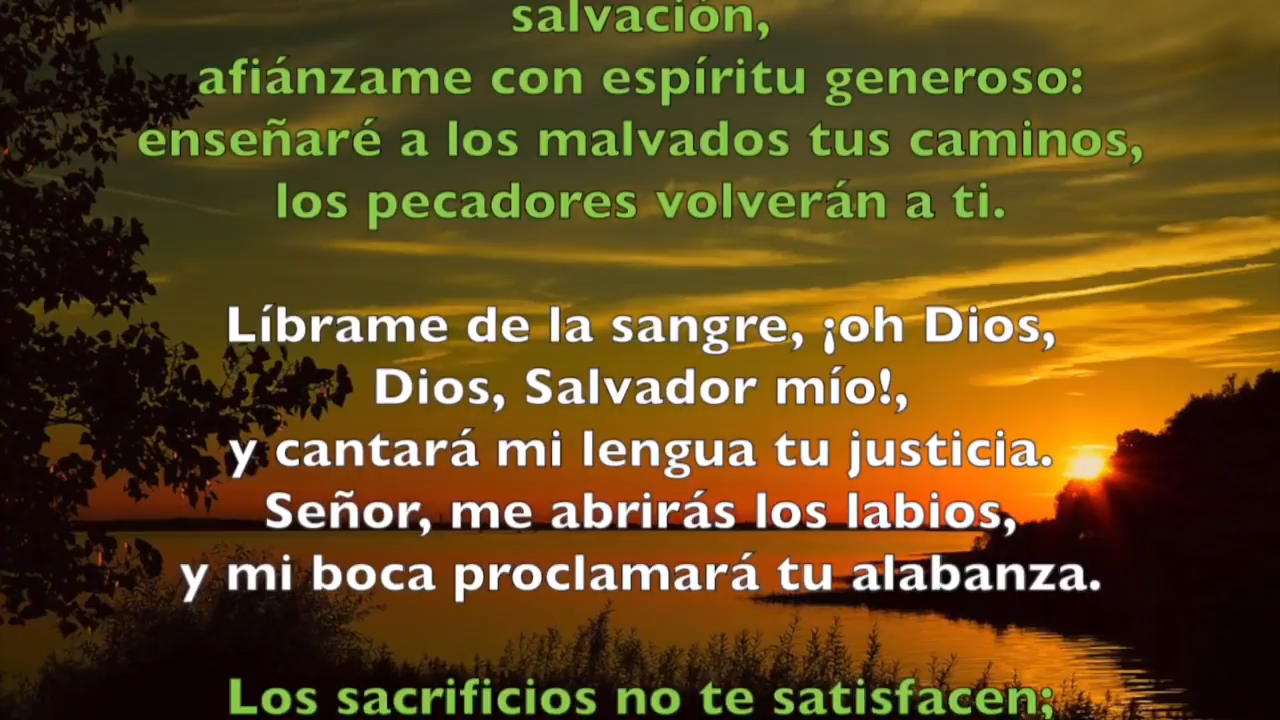 salvación,
afiánzame con espíritu generoso:
enseñaré a los malvados tus caminos,
los pecadores volverán a ti.
Líbrame de la sangre, ¡oh Dios,
Dios, Salvador mío!,
y cantará mi lengua tu justicia.
Señor, me abrirás los labios,
y mi boca proclamará tu alabanza.
Los sacrificios no te satisfacen;